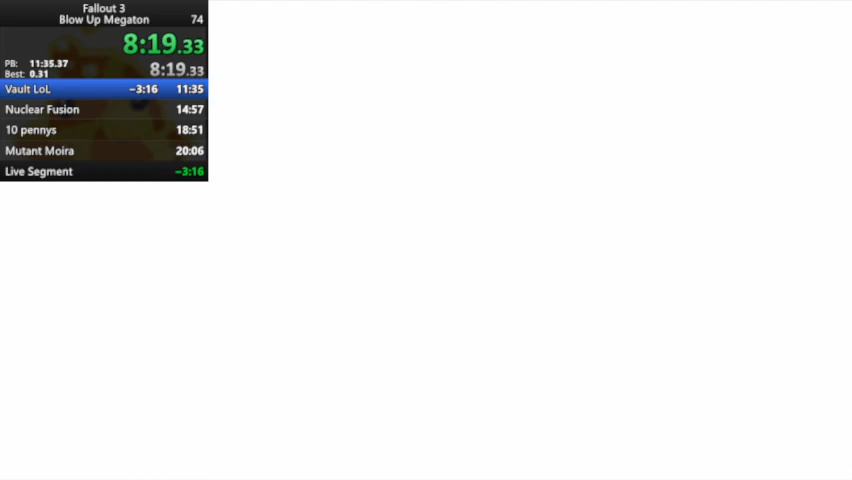 Fallout 3
Blow Up Megaton 74
8:19.33
PB: 11:35.37
Best: 0.31
8:19.33
Vault LoL −3:16 11:35
Nuclear Fusion 14:57
10 pennys 18:51
Mutant Moira 20:06
Live Segment −3:16